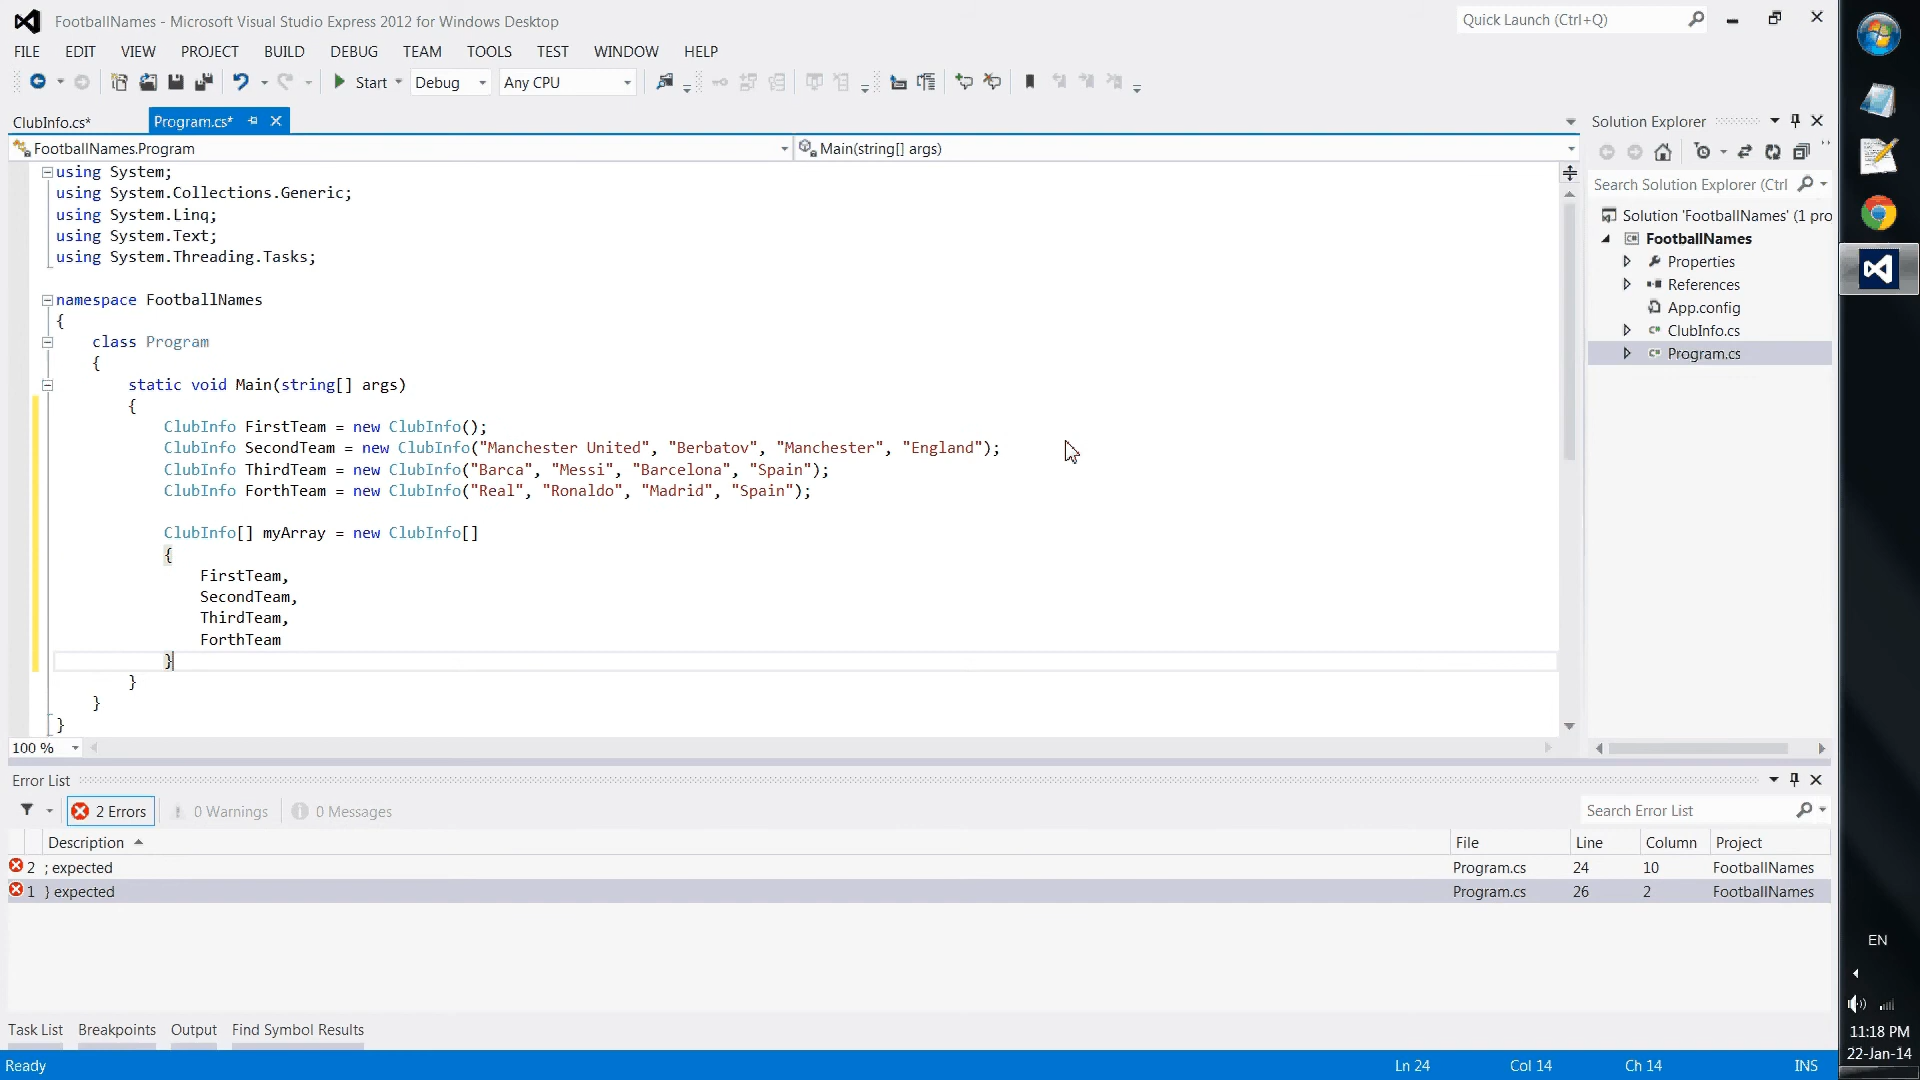 FootballNames - Microsoft Visual Studio Express 2012 for Windows Desktop
Quick Launch (Ctrl+Q)
FILE EDIT VIEW PROJECT BUILD DEBUG TEAM TOOLS TEST WINDOW HELP
Start Debug Any CPU
ClubInfo.cs* Program.cs*
Solution Explorer
FootballNames.Program Main(string[] args)
using System;
using System.Collections.Generic;
using System.Linq;
using System.Text;
using System.Threading.Tasks;
namespace FootballNames
{
class Program
{
static void Main(string[] args)
{
ClubInfo FirstTeam = new ClubInfo();
ClubInfo SecondTeam = new ClubInfo("Manchester United", "Berbatov", "Manchester", "England");
ClubInfo ThirdTeam = new ClubInfo("Barca", "Messi", "Barcelona", "Spain");
ClubInfo ForthTeam = new ClubInfo("Real", "Ronaldo", "Madrid", "Spain");
ClubInfo[] myArray = new ClubInfo[]
{
FirstTeam,
SecondTeam,
ThirdTeam,
ForthTeam
}
}
}
}
100 %
Search Solution Explorer (Ctrl
Solution 'FootballNames' (1 pro
FootballNames
Properties
References
App.config
ClubInfo.cs
Program.cs
Error List
2 Errors 0 Warnings 0 Messages
Search Error List
Description File Line Column Project
2 ; expected Program.cs 24 10 FootballNames
1 } expected Program.cs 26 2 FootballNames
Task List Breakpoints Output Find Symbol Results
Ready Ln 24 Col 14 Ch 14 INS
EN
11:18 PM
22-Jan-14